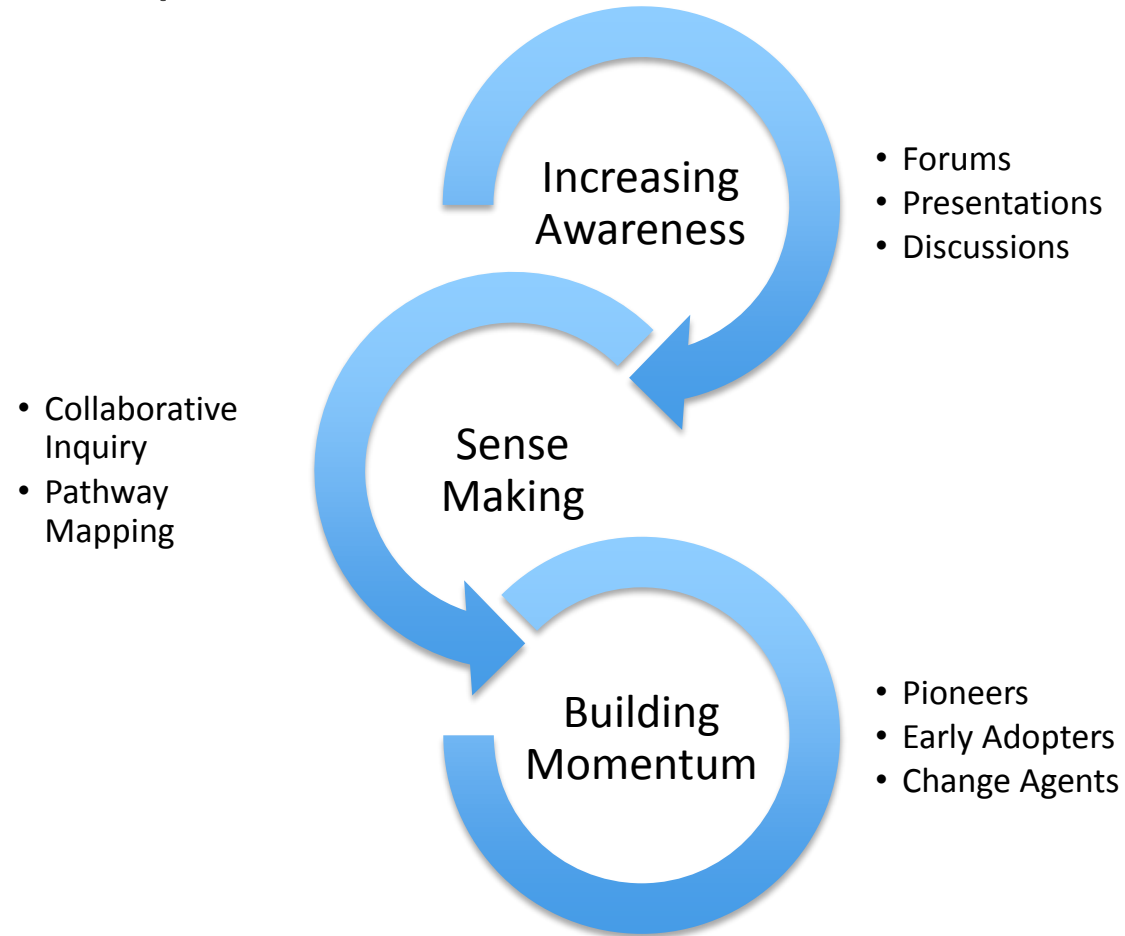 Increasing
Awareness
• Forums
• Presentations
• Discussions
• Collaborative
Inquiry
• Pathway
Mapping
Sense
Making
Building
Momentum
• Pioneers
• Early Adopters
• Change Agents